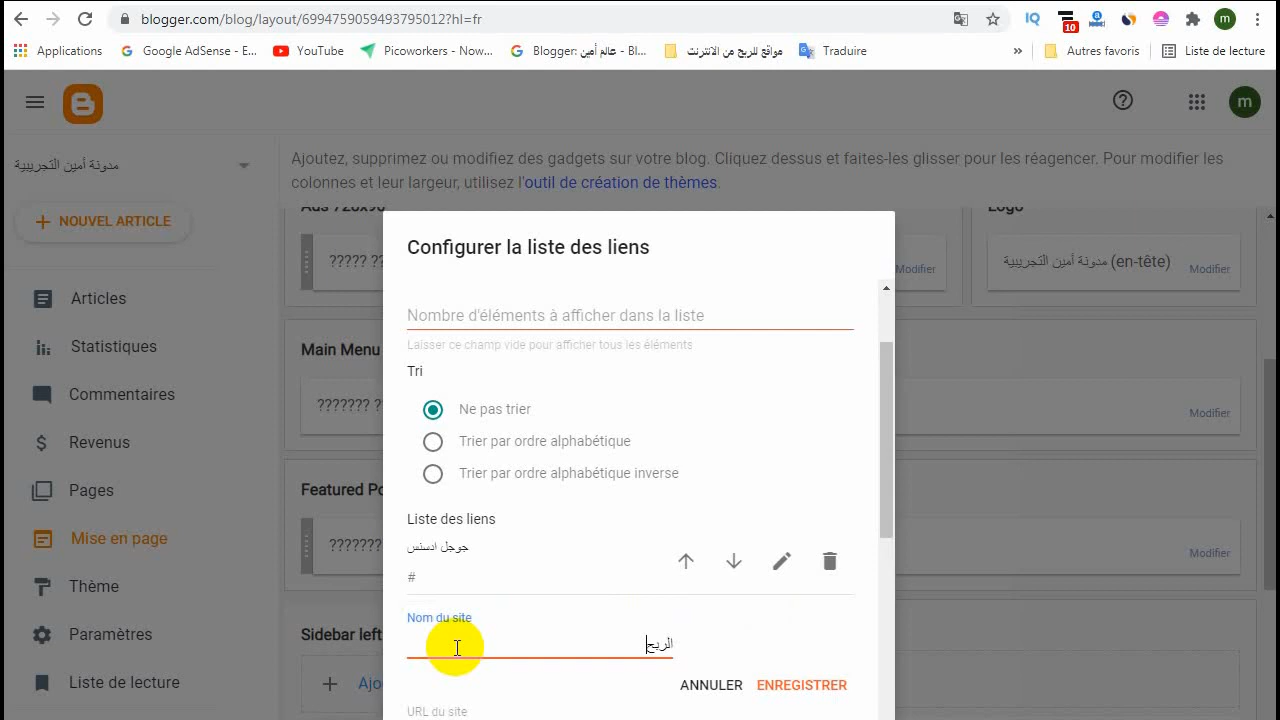 blogger.com/blog/layout/6994759059493795012?hl=fr
10
m
Applications
Google AdSense - E...
YouTube
Picoworkers - Now...
Blogger: عالم أمين - Bl...
مواقع للربح من الانترنت
Traduire
»
Autres favoris
Liste de lecture
m
مدونة أمين التجريبية
NOUVEL ARTICLE
Articles
Statistiques
Commentaires
Revenus
Pages
Mise en page
Thème
Paramètres
Liste de lecture
Ajoutez, supprimez ou modifiez des gadgets sur votre blog. Cliquez dessus et faites-les glisser pour les réagencer. Pour modifier les
colonnes et leur largeur, utilisez l'outil de création de thèmes.
Ads 728x90
Logo
????? ??
Modifier
مدونة أمين التجريبية (en-tête)
Modifier
Main Menu
??????? ?
Modifier
Featured Po
???????
Modifier
Sidebar left
Ajo
Configurer la liste des liens
Nombre d'éléments à afficher dans la liste
Laisser ce champ vide pour afficher tous les éléments
Tri
Ne pas trier
Trier par ordre alphabétique
Trier par ordre alphabétique inverse
Liste des liens
جوجل ادسنس
#
Nom du site
الربح
ANNULER
ENREGISTRER
URL du site